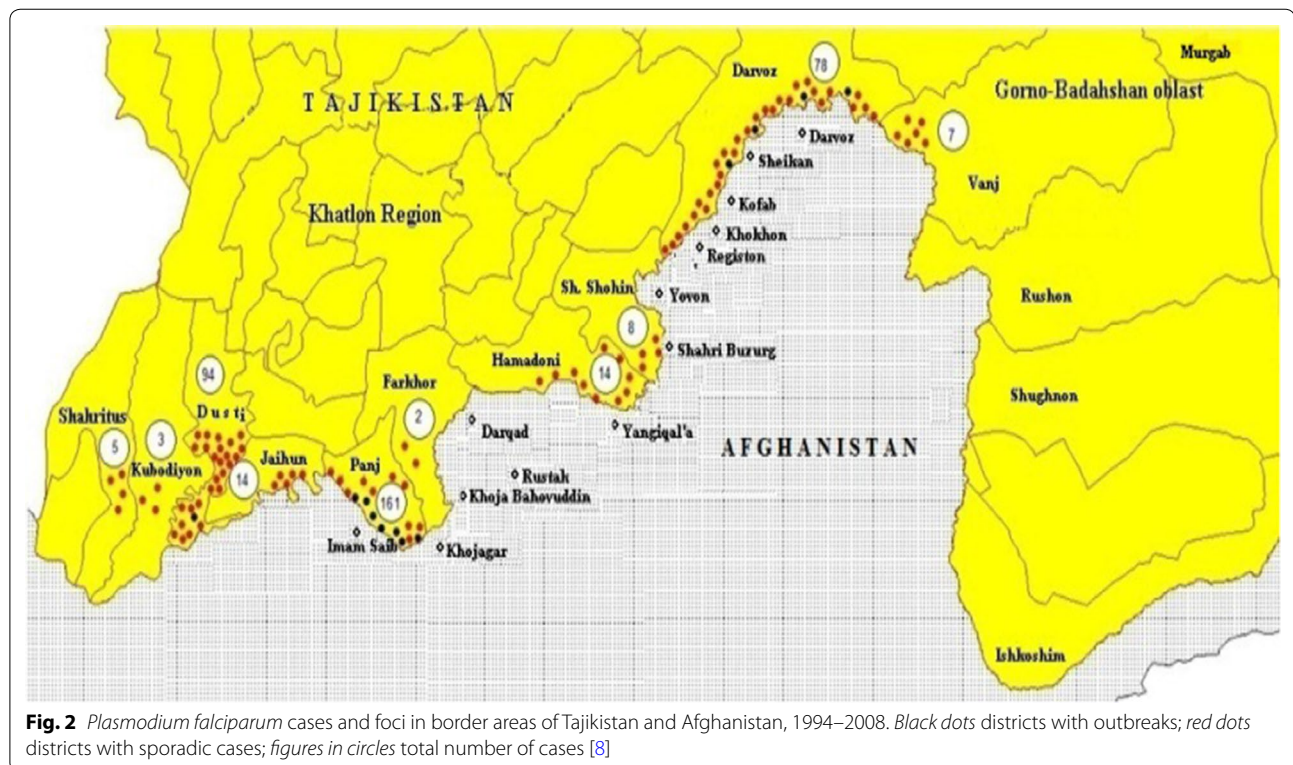 Murgab
Darvoz
78
TAJIKISTAN
Gorno-Badahshan oblast
7
Darvoz
Sheikan
Vanj
Kofab
Khatlon Region
Khokhon
Registon
Sh. Shohin
Yovon
Rushon
8
Shahri Buzurg
Hamadoni
14
94
Farkhor
Shughnon
Shahritus
Dusti
2
5
3
Darqad
Yangiqal'a
AFGHANISTAN
Kubodiyon
Jaihun
Panj
14
Rustak
161
Khoja Bahovuddin
Imam Saib
Khojagar
Ishkoshim
Fig. 2 Plasmodium falciparum cases and foci in border areas of Tajikistan and Afghanistan, 1994–2008. Black dots districts with outbreaks; red dots
districts with sporadic cases; figures in circles total number of cases [8]